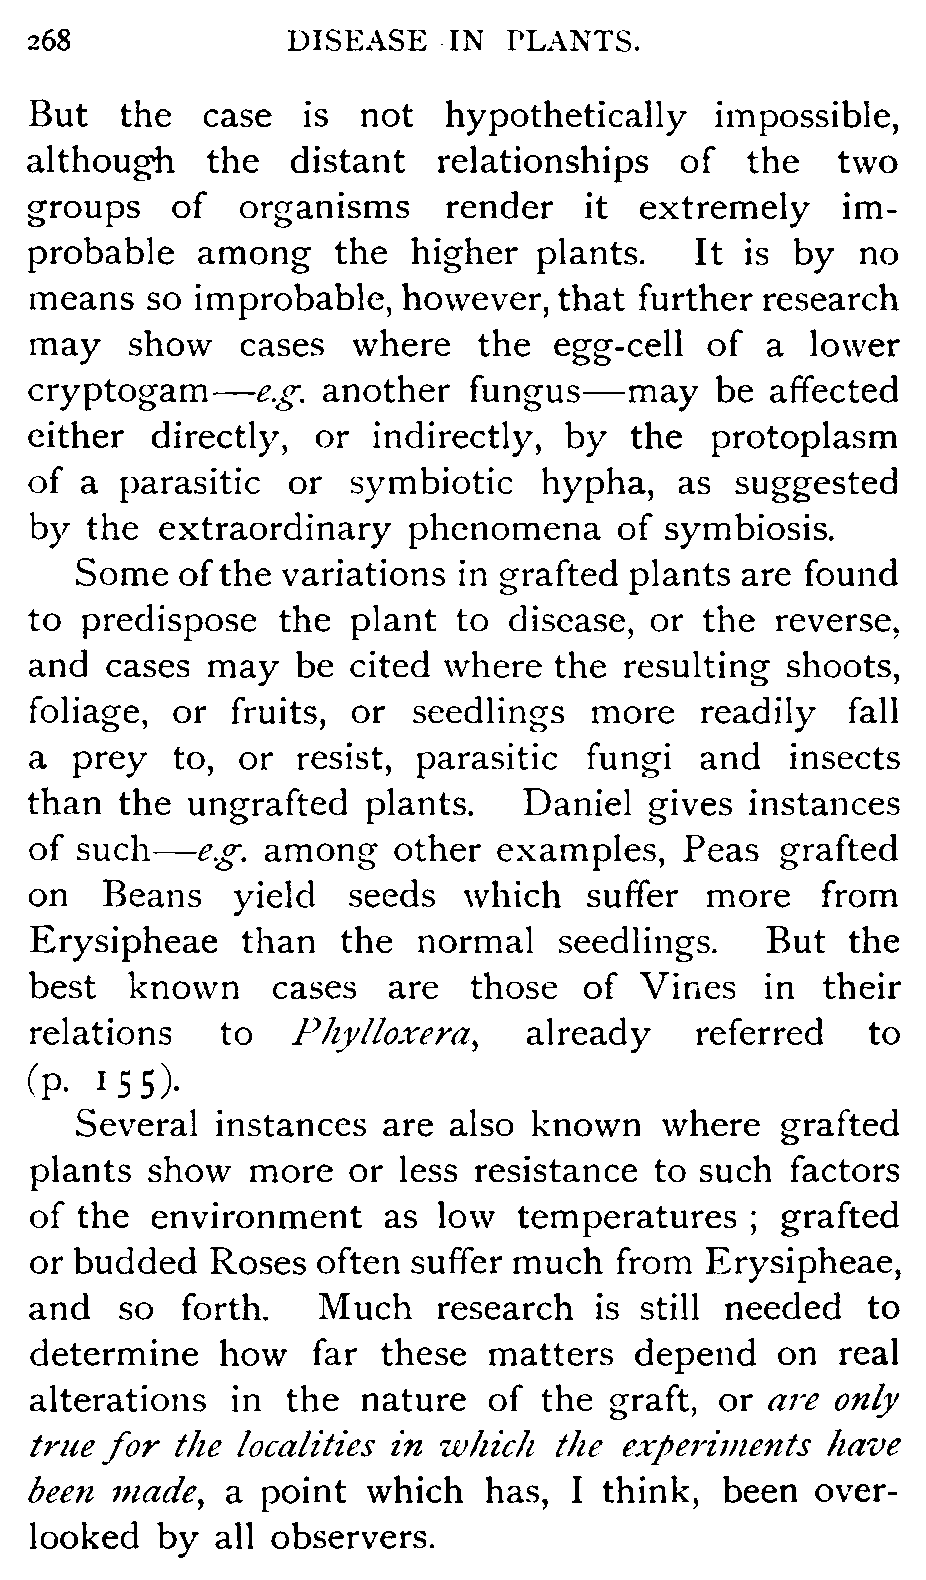 268 DISEASE IN PLANTS.
But the case is not hypothetically impossible,
although the distant relationships of the two
groups of organisms render it extremely im-
probable among the higher plants. It is by no
means so improbable, however, that further research
may show cases where the egg-cell of a lower
cryptogam—e.g. another fungus—may be affected
either directly, or indirectly, by the protoplasm
of a parasitic or symbiotic hypha, as suggested
by the extraordinary phenomena of symbiosis.
Some of the variations in grafted plants are found
to predispose the plant to disease, or the reverse,
and cases may be cited where the resulting shoots,
foliage, or fruits, or seedlings more readily fall
a prey to, or resist, parasitic fungi and insects
than the ungrafted plants. Daniel gives instances
of such—e.g. among other examples, Peas grafted
on Beans yield seeds which suffer more from
Erysipheae than the normal seedlings. But the
best known cases are those of Vines in their
relations to Phylloxera, already referred to
(p. 155).
Several instances are also known where grafted
plants show more or less resistance to such factors
of the environment as low temperatures ; grafted
or budded Roses often suffer much from Erysipheae,
and so forth. Much research is still needed to
determine how far these matters depend on real
alterations in the nature of the graft, or are only
true for the localities in which the experiments have
been made, a point which has, I think, been over-
looked by all observers.